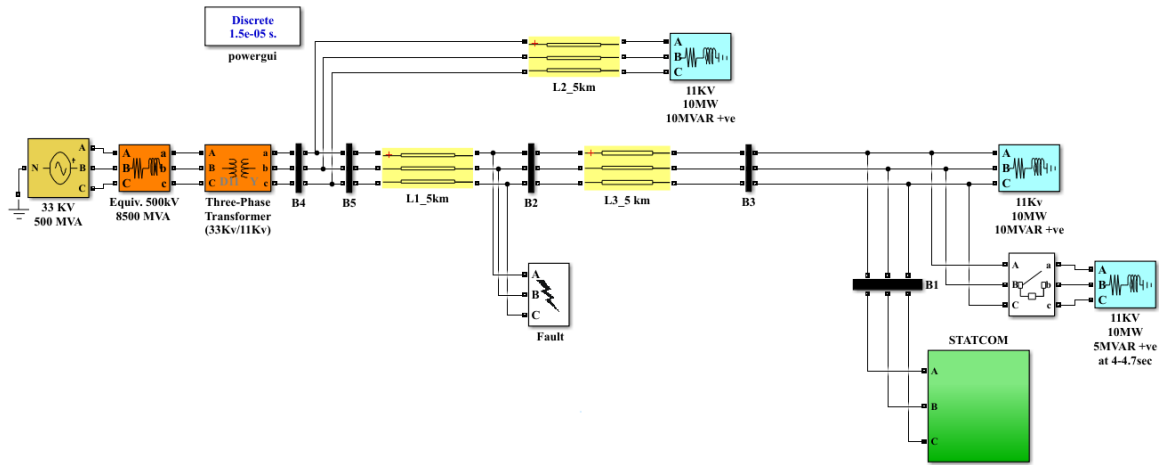 Discrete
1.5e-05 s.
powergui
A
B
C
L2_5km
11KV
10MW
10MVAR +ve
N
A
B
C
33 KV
500 MVA
A
B
C
a
b
c
Equiv. 500kV
8500 MVA
A
B
C
D11
Y
a
b
c
Three-Phase
Transformer
(33Kv/11Kv)
B4
B5
L1_5km
B2
L3_5 km
B3
A
B
C
11Kv
10MW
10MVAR +ve
A
B
C
Fault
B1
A
B
C
a
b
c
A
B
C
11KV
10MW
5MVAR +ve
at 4-4.7sec
STATCOM
A
B
C